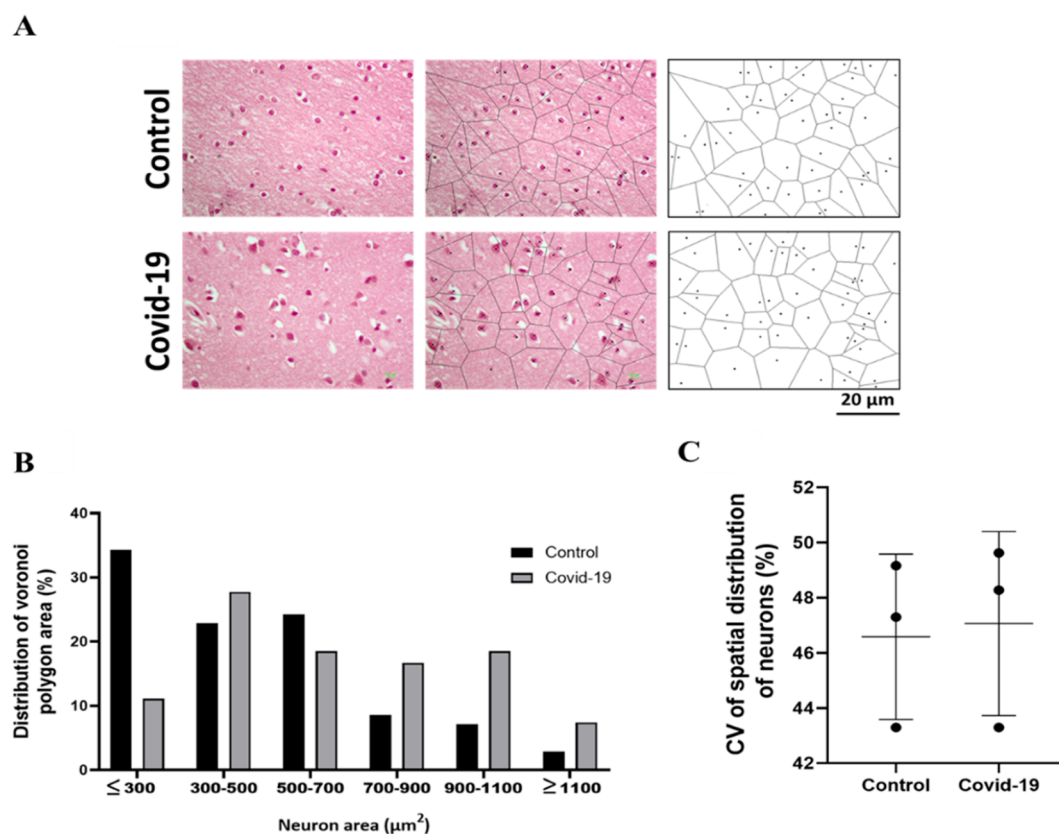 A
Control
Covid-19
20 µm
B
Distribution of voronoi
polygon area (%)
40
30
20
10
0
Control
Covid-19
≤ 300
300-500
500-700
700-900
900-1100
≥ 1100
Neuron area (µm²)
C
CV of spatial distribution
of neurons (%)
52
50
48
46
44
43
42
Control
Covid-19